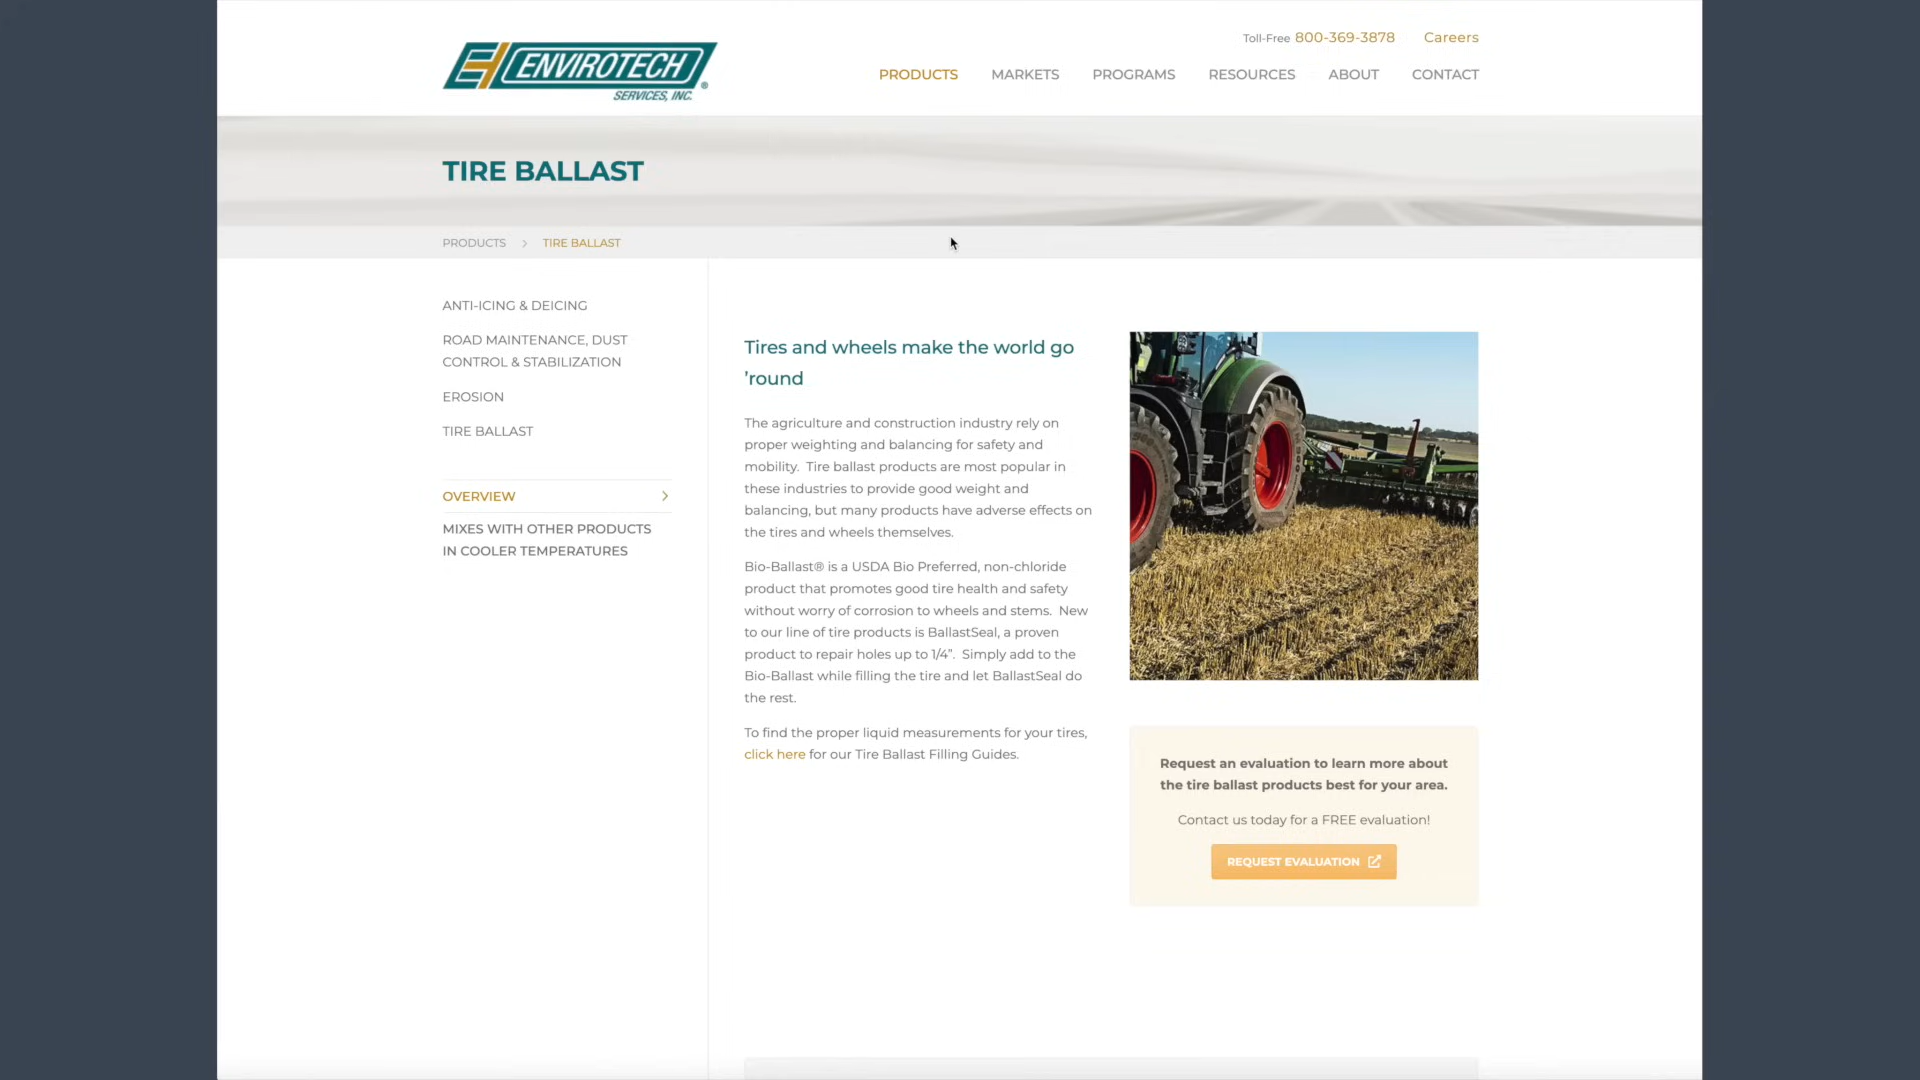 ENVIROTECH
SERVICES, INC.
Toll-Free 800-369-3878 Careers
PRODUCTS MARKETS PROGRAMS RESOURCES ABOUT CONTACT
TIRE BALLAST
PRODUCTS > TIRE BALLAST
ANTI-ICING & DEICING
ROAD MAINTENANCE, DUST
CONTROL & STABILIZATION
EROSION
TIRE BALLAST
OVERVIEW
MIXES WITH OTHER PRODUCTS
IN COOLER TEMPERATURES
Tires and wheels make the world go
’round
The agriculture and construction industry rely on
proper weighting and balancing for safety and
mobility. Tire ballast products are most popular in
these industries to provide good weight and
balancing, but many products have adverse effects on
the tires and wheels themselves.
Bio-Ballast® is a USDA Bio Preferred, non-chloride
product that promotes good tire health and safety
without worry of corrosion to wheels and stems. New
to our line of tire products is BallastSeal, a proven
product to repair holes up to 1/4”. Simply add to the
Bio-Ballast while filling the tire and let BallastSeal do
the rest.
To find the proper liquid measurements for your tires,
click here for our Tire Ballast Filling Guides.
Request an evaluation to learn more about
the tire ballast products best for your area.
Contact us today for a FREE evaluation!
REQUEST EVALUATION